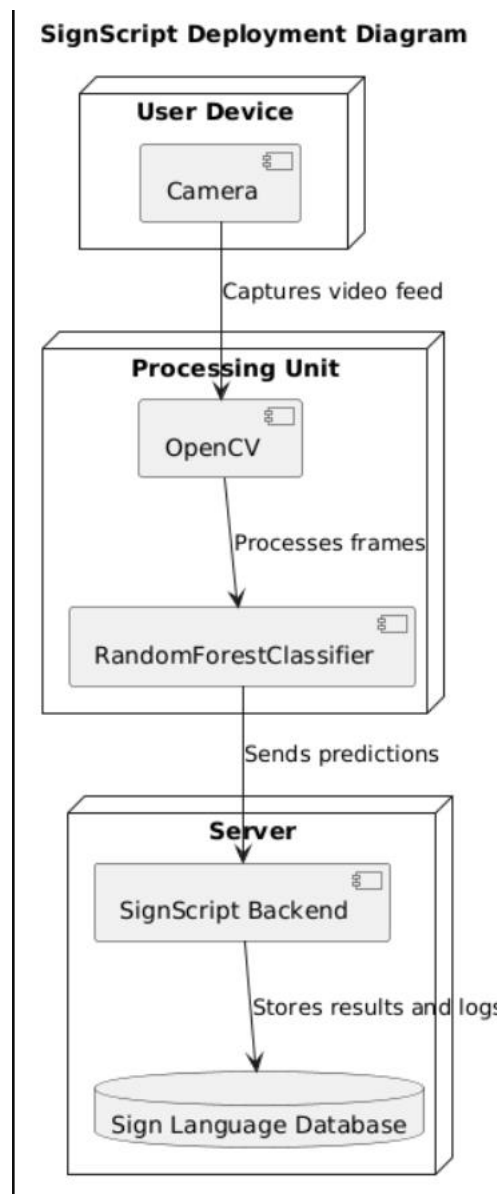 SignScript Deployment Diagram
User Device
Camera
Captures video feed
Processing Unit
OpenCV
Processes frames
RandomForestClassifier
Sends predictions
Server
SignScript Backend
Stores results and logs
Sign Language Database